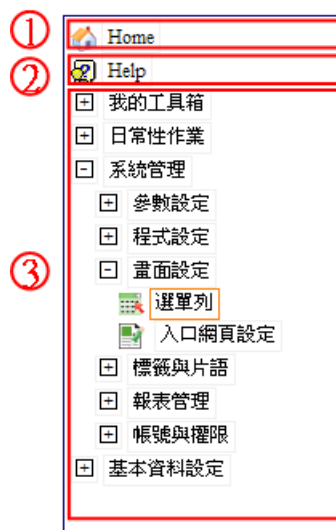 ① Home
② Help
我的工具箱
日常性作業
系統管理
參數設定
程式設定
畫面設定
③
選單列
入口網頁設定
標籤與片語
報表管理
帳號與權限
基本資料設定